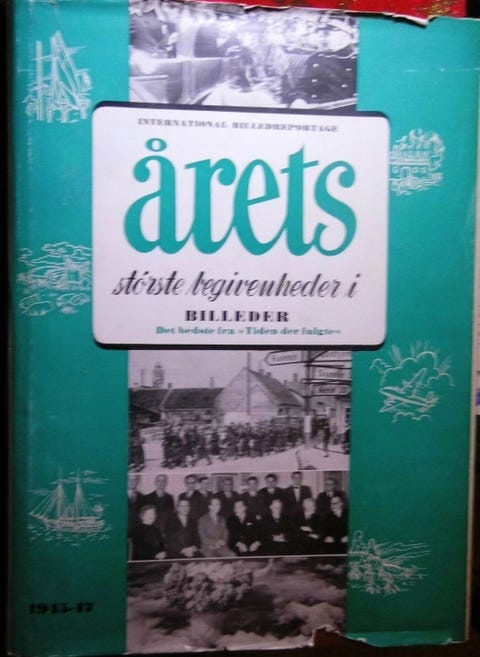 INTERNATIONAL BILLEDREPORTAGE
årets
største begivenheder i
BILLEDER
Det bedste fra »Tiden der fulgte«
1945-47